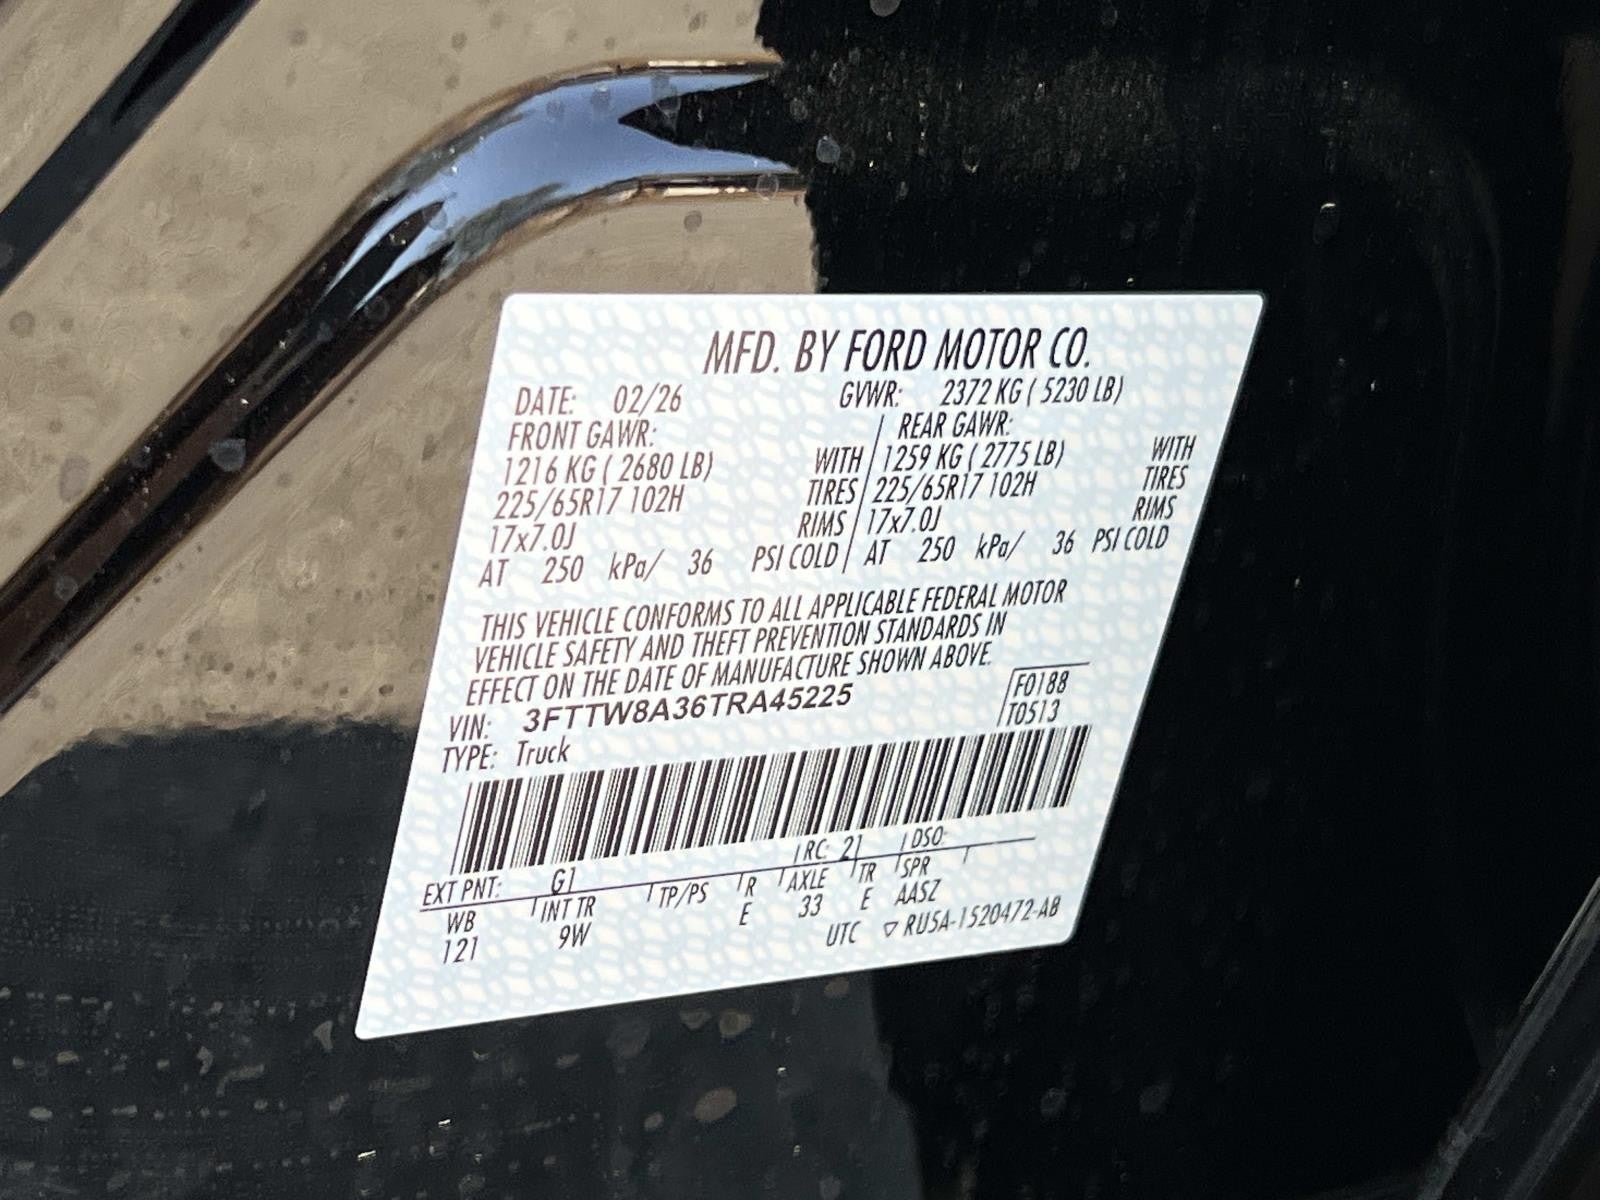 MFD. BY FORD MOTOR CO.
DATE: 02/26 GVWR: 2372 KG ( 5230 LB)
FRONT GAWR: REAR GAWR:
1216 KG ( 2680 LB) WITH 1259 KG ( 2775 LB) WITH
225/65R17 102H TIRES 225/65R17 102H TIRES
17x7.0J RIMS 17x7.0J RIMS
AT 250 kPa/ 36 PSI COLD AT 250 kPa/ 36 PSI COLD
THIS VEHICLE CONFORMS TO ALL APPLICABLE FEDERAL MOTOR
VEHICLE SAFETY AND THEFT PREVENTION STANDARDS IN
EFFECT ON THE DATE OF MANUFACTURE SHOWN ABOVE.
VIN: 3FTTW8A36TRA45225 F0188
TYPE: Truck T0513
EXT PNT: G1 RC: 21 DSO:
WB INT TR TP/PS R AXLE TR SPR
121 9W E 33 E AASZ
UTC ▽ RU5A-1520472-AB